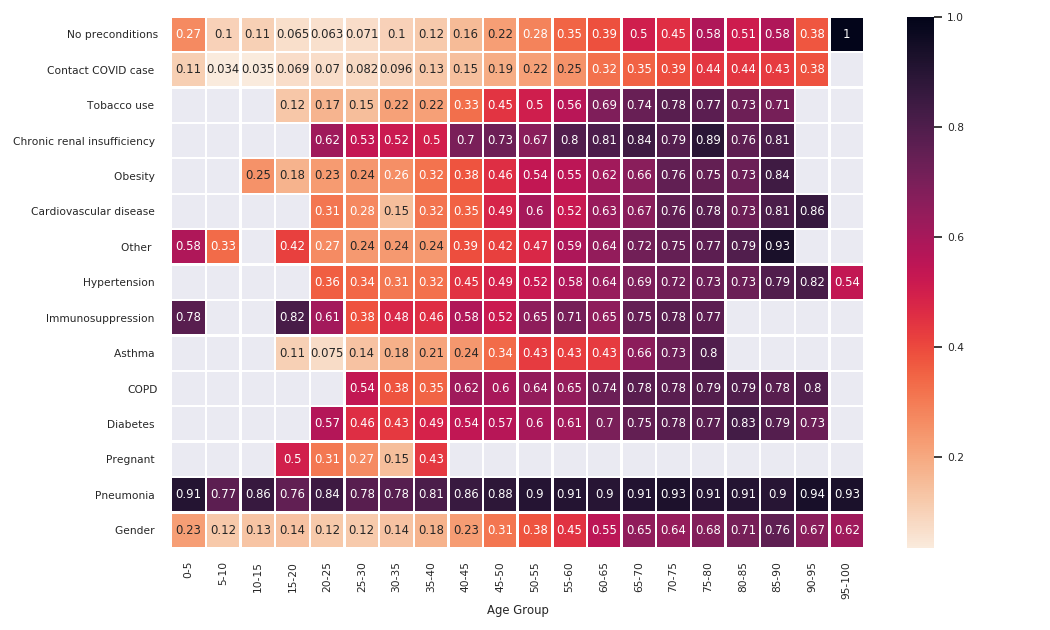 No preconditions 0.27 0.1 0.11 0.065 0.063 0.071 0.1 0.12 0.16 0.22 0.28 0.35 0.39 0.5 0.45 0.58 0.51 0.58 0.38 1
Contact COVID case 0.11 0.034 0.035 0.069 0.07 0.082 0.096 0.13 0.15 0.19 0.22 0.25 0.32 0.35 0.39 0.44 0.44 0.43 0.38
Tobacco use 0.12 0.17 0.15 0.22 0.22 0.33 0.45 0.5 0.56 0.69 0.74 0.78 0.77 0.73 0.71
Chronic renal insufficiency 0.62 0.53 0.52 0.5 0.7 0.73 0.67 0.8 0.81 0.84 0.79 0.89 0.76 0.81
Obesity 0.25 0.18 0.23 0.24 0.26 0.32 0.38 0.46 0.54 0.55 0.62 0.66 0.76 0.75 0.73 0.84
Cardiovascular disease 0.31 0.28 0.15 0.32 0.35 0.49 0.6 0.52 0.63 0.67 0.76 0.78 0.73 0.81 0.86
Other 0.58 0.33 0.42 0.27 0.24 0.24 0.24 0.39 0.42 0.47 0.59 0.64 0.72 0.75 0.77 0.79 0.93
Hypertension 0.36 0.34 0.31 0.32 0.45 0.49 0.52 0.58 0.64 0.69 0.72 0.73 0.73 0.79 0.82 0.54
Immunosuppression 0.78 0.82 0.61 0.38 0.48 0.46 0.58 0.52 0.65 0.71 0.65 0.75 0.78 0.77
Asthma 0.11 0.075 0.14 0.18 0.21 0.24 0.34 0.43 0.43 0.43 0.66 0.73 0.8
COPD 0.54 0.38 0.35 0.62 0.6 0.64 0.65 0.74 0.78 0.78 0.79 0.79 0.78 0.8
Diabetes 0.57 0.46 0.43 0.49 0.54 0.57 0.6 0.61 0.7 0.75 0.78 0.77 0.83 0.79 0.73
Pregnant 0.5 0.31 0.27 0.15 0.43
Pneumonia 0.91 0.77 0.86 0.76 0.84 0.78 0.78 0.81 0.86 0.88 0.9 0.91 0.9 0.91 0.93 0.91 0.91 0.9 0.94 0.93
Gender 0.23 0.12 0.13 0.14 0.12 0.12 0.14 0.18 0.23 0.31 0.38 0.45 0.55 0.65 0.64 0.68 0.71 0.76 0.67 0.62
0-5 5-10 10-15 15-20 20-25 25-30 30-35 35-40 40-45 45-50 50-55 55-60 60-65 65-70 70-75 75-80 80-85 85-90 90-95 95-100
Age Group
1.0
0.8
0.6
0.4
0.2